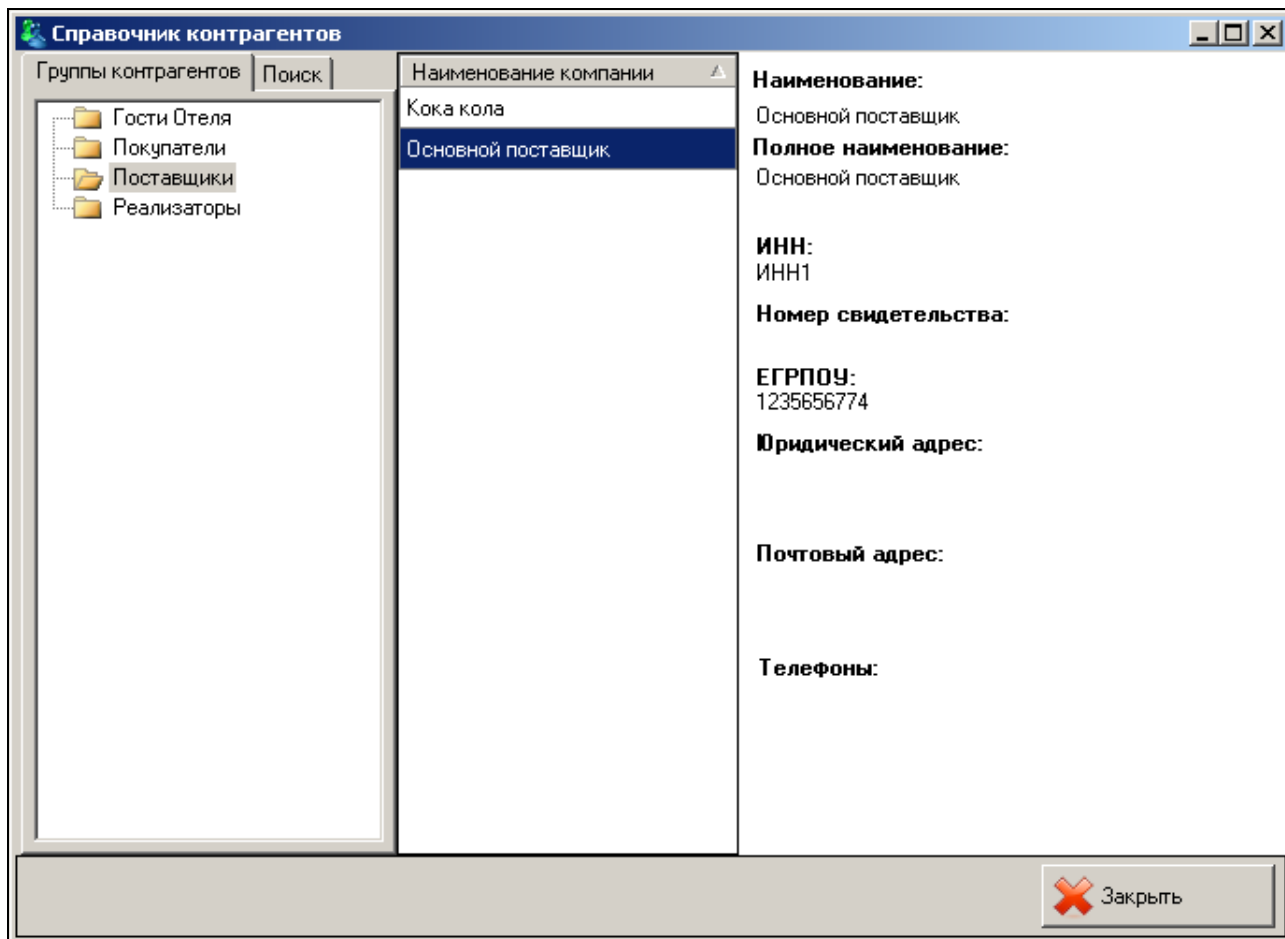 Справочник контрагентов
Группы контрагентов
Поиск
Гости Отеля
Покупатели
Поставщики
Реализаторы
Наименование компании
Кока кола
Основной поставщик
Наименование:
Основной поставщик
Полное наименование:
Основной поставщик
ИНН:
ИНН1
Номер свидетельства:
ЕГРПОУ:
1235656774
Юридический адрес:
Почтовый адрес:
Телефоны:
Закрыть